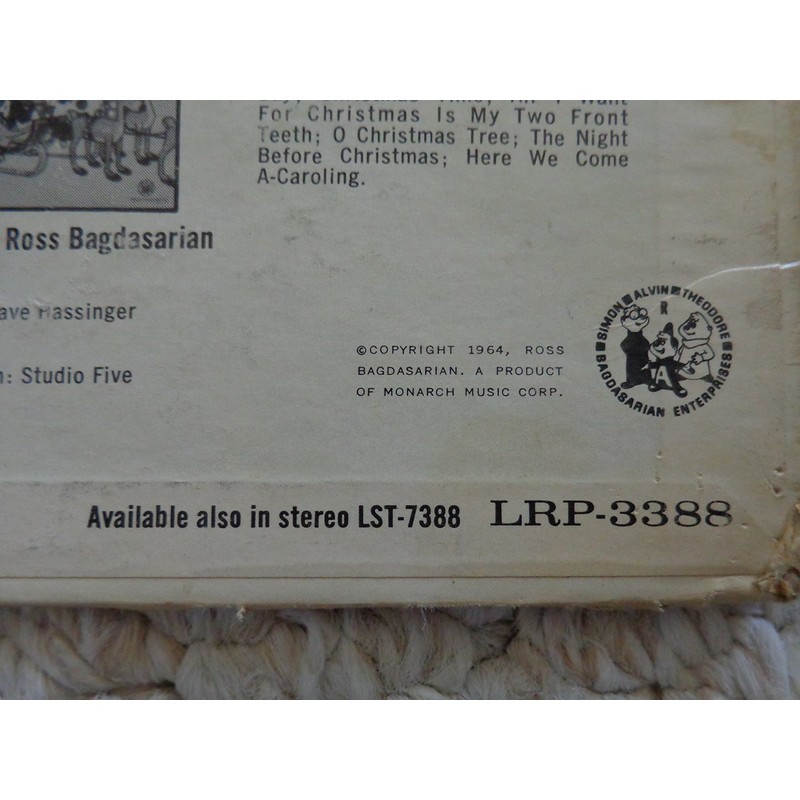 For Christmas Is My Two Front
Teeth; O Christmas Tree; The Night
Before Christmas; Here We Come
A-Caroling.
Ross Bagdasarian
ave Hassinger
n: Studio Five
©COPYRIGHT 1964, ROSS
BAGDASARIAN. A PRODUCT
OF MONARCH MUSIC CORP.
SIMON ALVIN THEODORE
R
A
BAGDASARIAN ENTERPRISES
Available also in stereo LST-7388 LRP-3388